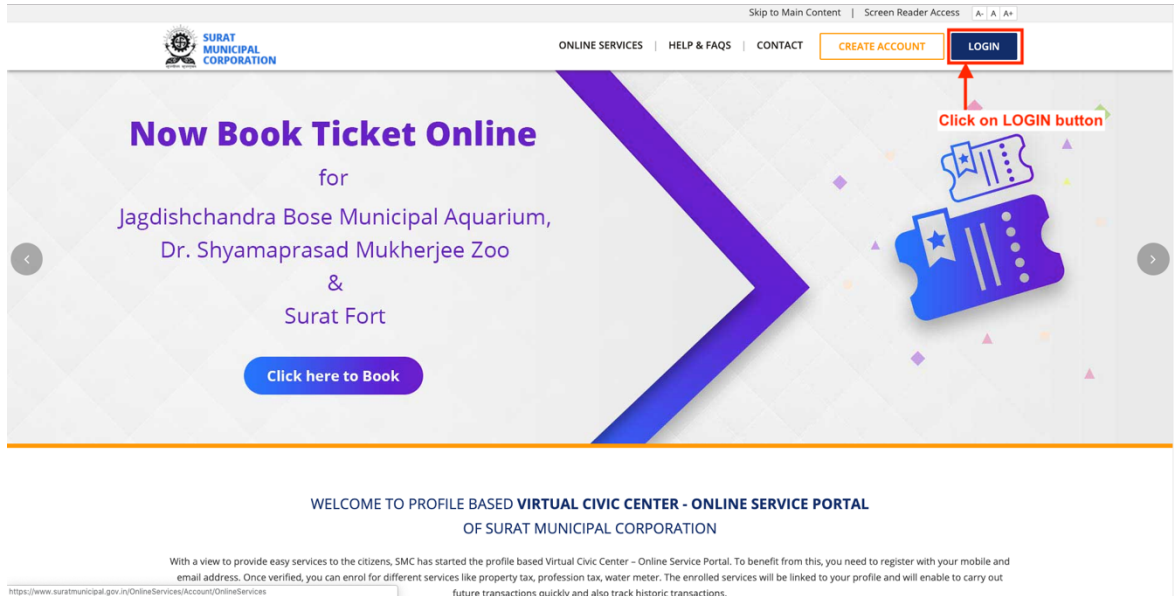 Skip to Main Content | Screen Reader Access A- A A+
SURAT
MUNICIPAL
CORPORATION
ONLINE SERVICES | HELP & FAQS | CONTACT CREATE ACCOUNT LOGIN
Click on LOGIN button
Now Book Ticket Online
for
Jagdishchandra Bose Municipal Aquarium,
Dr. Shyamaprasad Mukherjee Zoo
&
Surat Fort
Click here to Book
WELCOME TO PROFILE BASED VIRTUAL CIVIC CENTER - ONLINE SERVICE PORTAL
OF SURAT MUNICIPAL CORPORATION
With a view to provide easy services to the citizens, SMC has started the profile based Virtual Civic Center – Online Service Portal. To benefit from this, you need to register with your mobile and
email address. Once verified, you can enrol for different services like property tax, profession tax, water meter. The enrolled services will be linked to your profile and will enable to carry out
future transactions quickly and also track historic transactions.
https://www.suratmunicipal.gov.in/OnlineServices/Account/OnlineServices